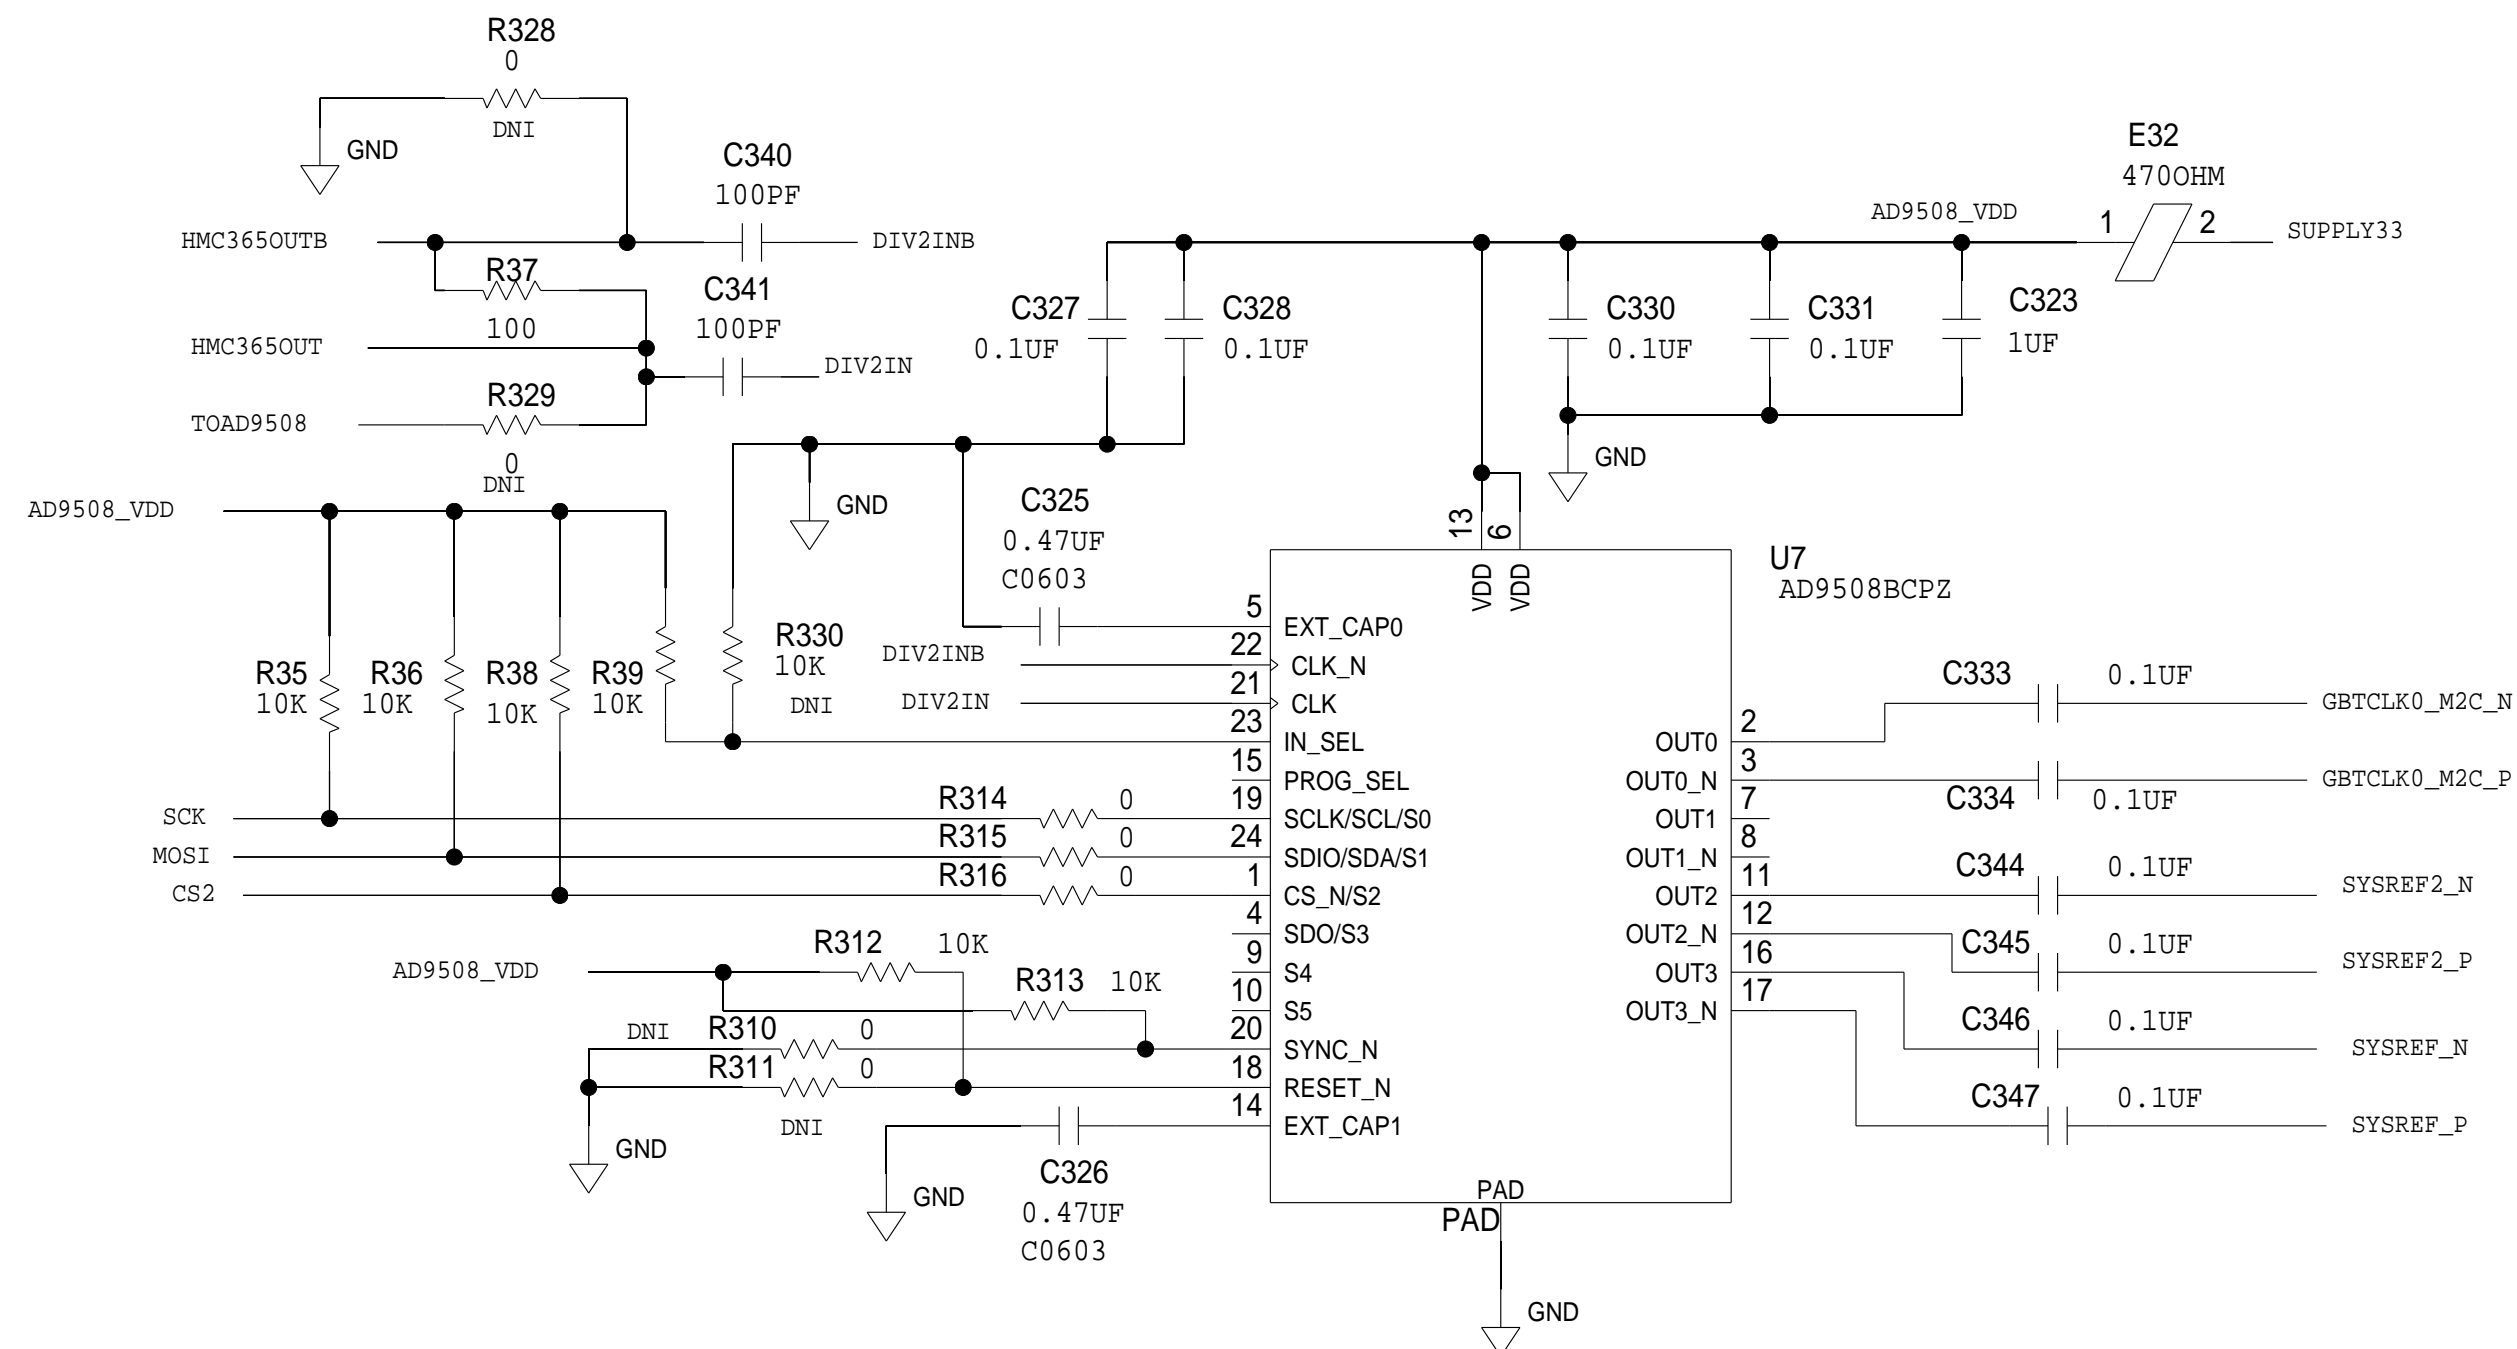 R328
0
DNI
GND
C340
100PF
HMC365OUTB
DIV2INB
R37
100
C341
100PF
HMC365OUT
DIV2IN
R329
TOAD9508
0
DNI
E32
470OHM
AD9508_VDD
1
2
SUPPLY33
C327
0.1UF
C328
0.1UF
C330
0.1UF
C331
0.1UF
C323
1UF
GND
GND
AD9508_VDD
C325
0.47UF
C0603
13
6
VDD
VDD
U7
AD9508BCPZ
R35
10K
R36
10K
R38
10K
R39
10K
R330
10K
DNI
DIV2INB
DIV2IN
5
EXT_CAP0
22
CLK_N
21
CLK
23
IN_SEL
15
PROG_SEL
19
SCLK/SCL/S0
24
SDIO/SDA/S1
1
CS_N/S2
4
SDO/S3
9
S4
10
S5
20
SYNC_N
18
RESET_N
14
EXT_CAP1
SCK
R314
0
MOSI
R315
0
CS2
R316
0
AD9508_VDD
R312
10K
R313
10K
DNI
R310
0
R311
0
DNI
GND
GND
C326
0.47UF
C0603
PAD
PAD
GND
OUT0
2
OUT0_N
3
OUT1
7
OUT1_N
8
OUT2
11
OUT2_N
12
OUT3
16
OUT3_N
17
C333
0.1UF
GBTCLK0_M2C_N
C334
0.1UF
GBTCLK0_M2C_P
C344
0.1UF
SYSREF2_N
C345
0.1UF
SYSREF2_P
C346
0.1UF
SYSREF_N
C347
0.1UF
SYSREF_P